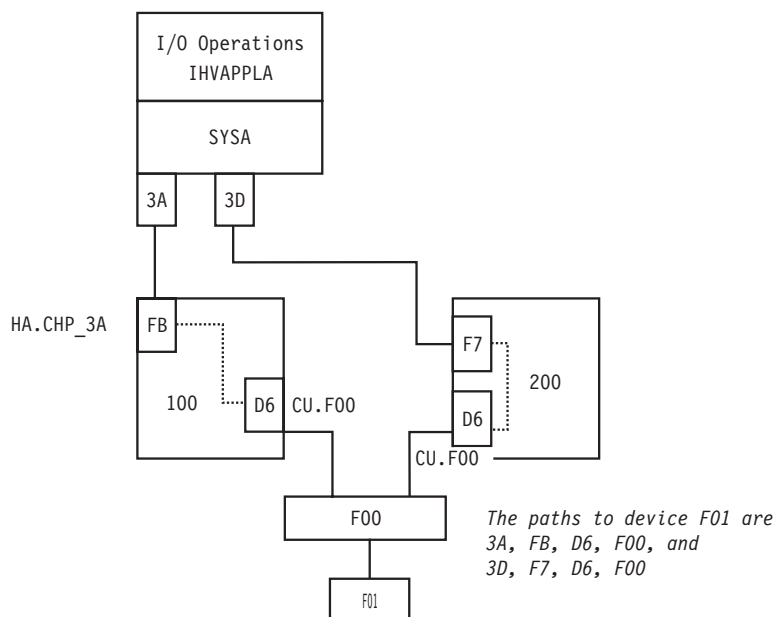 I/O Operations
IHVAPPLA
SYSA
3A
3D
HA.CHP_3A
FB
F7
100
D6
CU.F00
200
D6
CU.F00
F00
The paths to device F01 are
3A, FB, D6, F00, and
3D, F7, D6, F00
F01